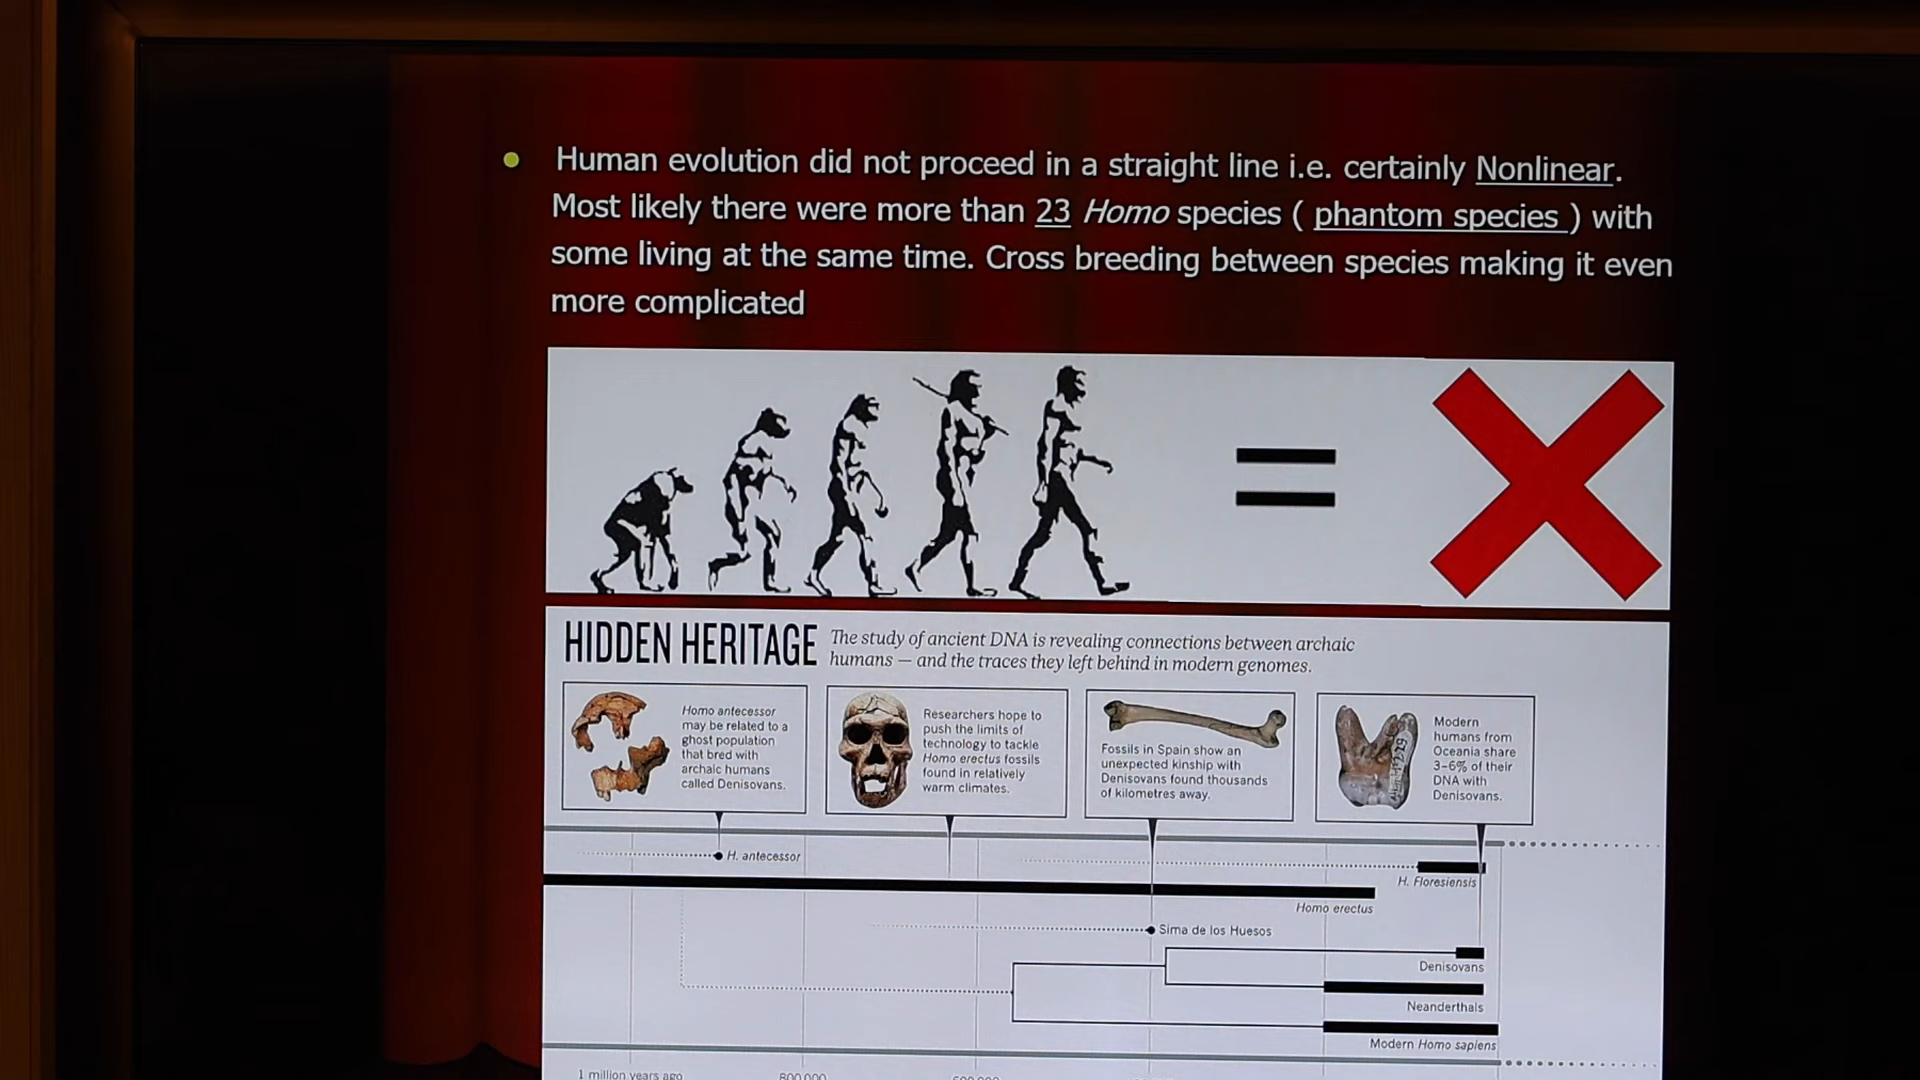 Human evolution did not proceed in a straight line i.e. certainly Nonlinear.
Most likely there were more than 23 Homo species ( phantom species ) with
some living at the same time. Cross breeding between species making it even
more complicated
HIDDEN HERITAGE
The study of ancient DNA is revealing connections between archaic
humans — and the traces they left behind in modern genomes.
Homo antecessor
may be related to a
ghost population
that bred with
archaic humans
called Denisovans.
Researchers hope to
push the limits of
technology to tackle
Homo erectus fossils
found in relatively
warm climates.
Fossils in Spain show an
unexpected kinship with
Denisovans found thousands
of kilometres away.
Modern
humans from
Oceania share
3–6% of their
DNA with
Denisovans.
H. antecessor
H. Floresiensis
Homo erectus
Sima de los Huesos
Denisovans
Neanderthals
Modern Homo sapiens
1 million years ago
800,000